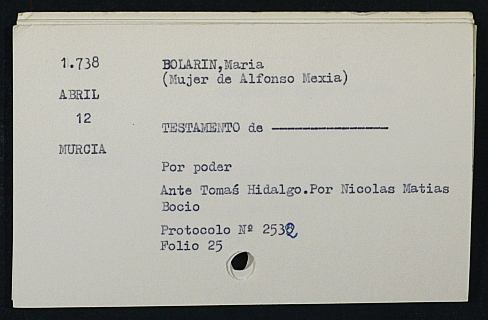 1.738
BOLARIN,Maria
(Mujer de Alfonso Mexia)
ABRIL
12
TESTAMENTO de ------------------
MURCIA
Por poder
Ante Tomaś Hidalgo.Por Nicolas Matias
Bocio
Protocolo Nº 2532
Folio 25